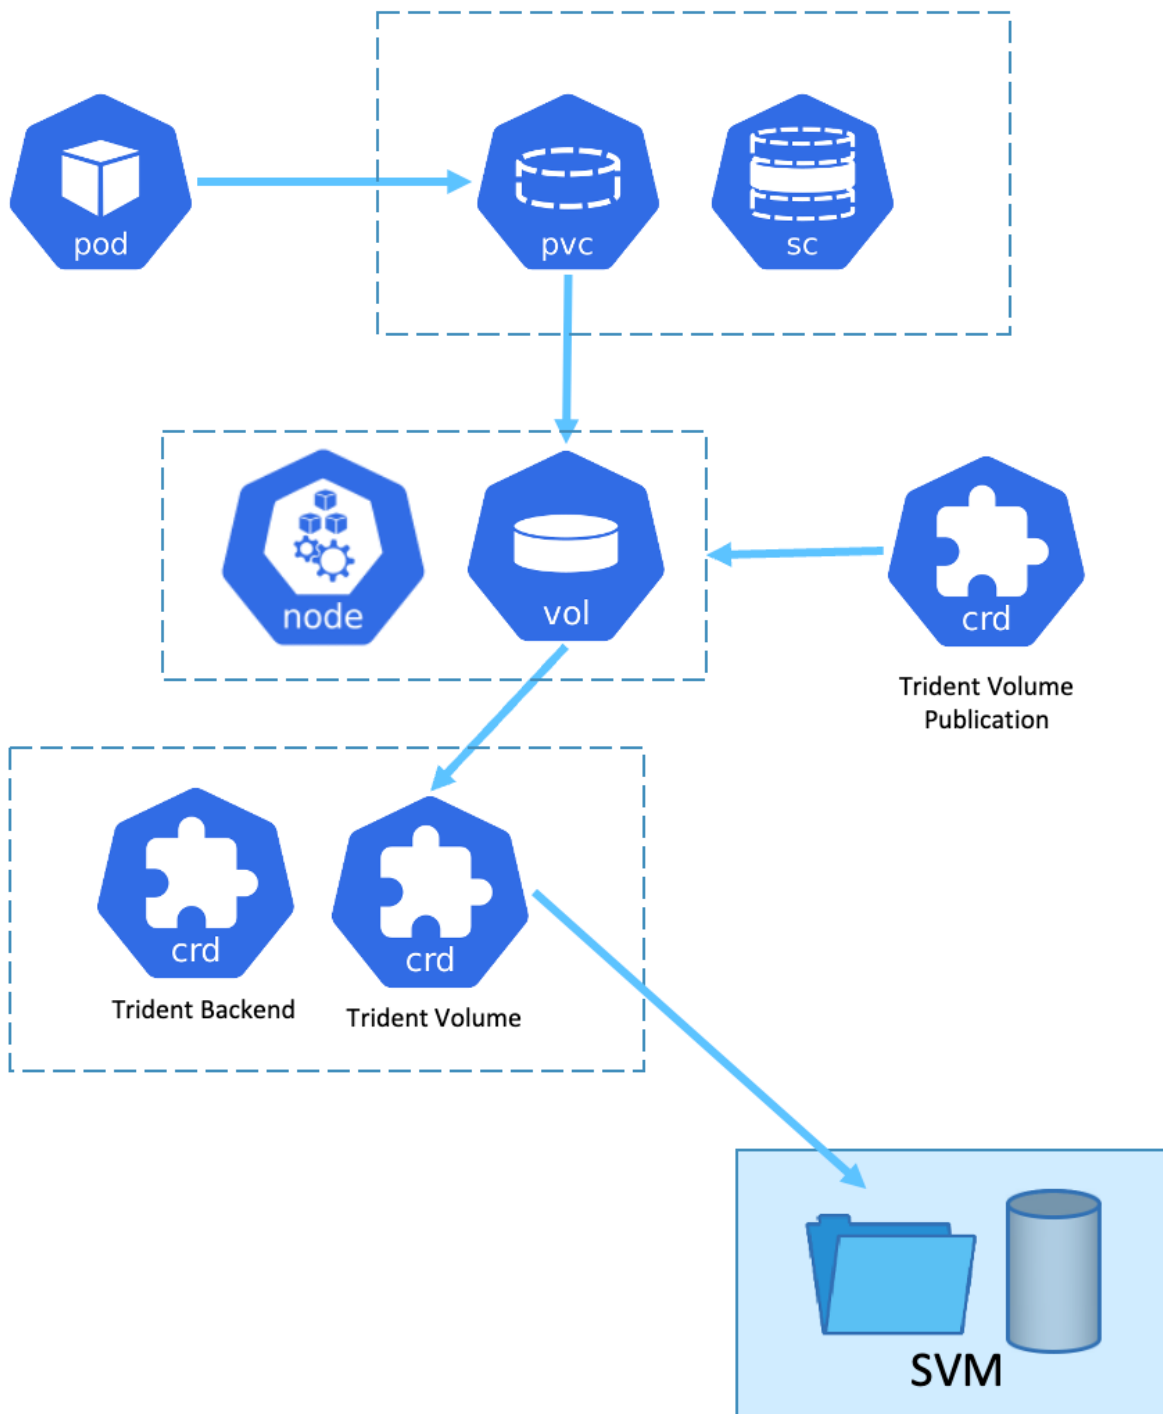 pod
pvc
sc
node
vol
crd
Trident Volume
Publication
crd
Trident Backend
crd
Trident Volume
SVM